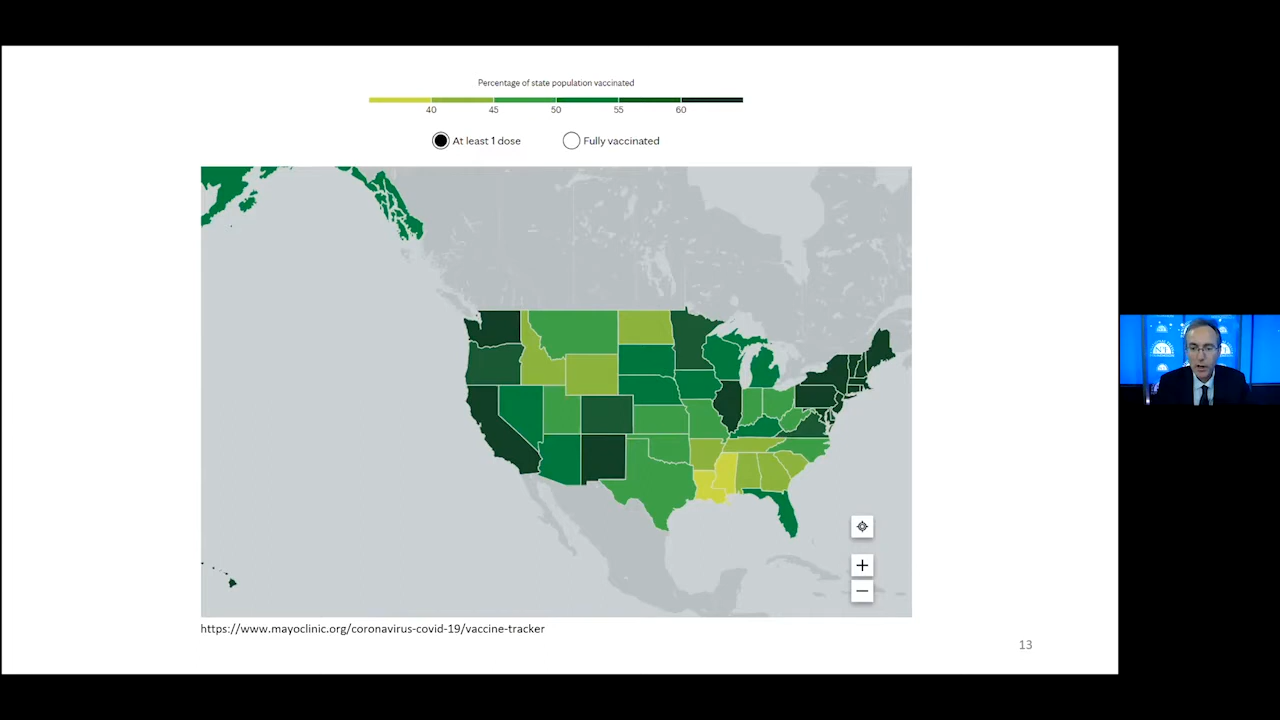 Percentage of state population vaccinated
40 45 50 55 60
At least 1 dose Fully vaccinated
https://www.mayoclinic.org/coronavirus-covid-19/vaccine-tracker
13